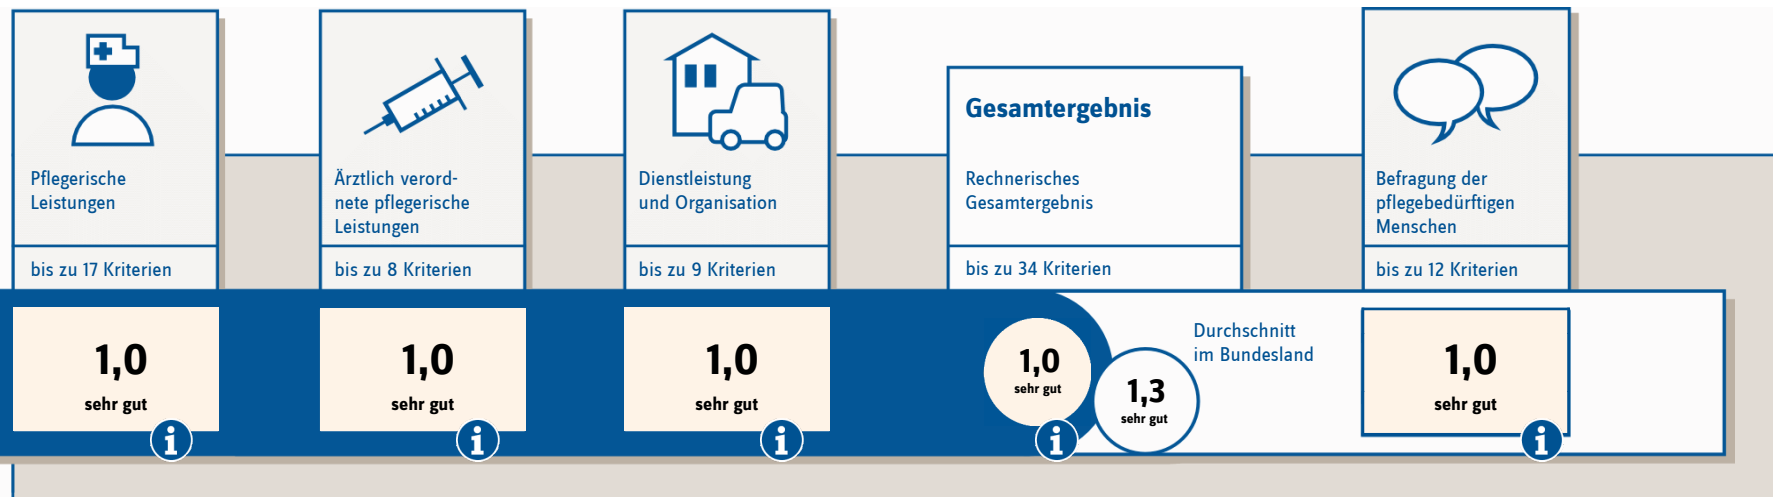 Pflegerische
Leistungen
bis zu 17 Kriterien
1,0
sehr gut
i
Ärztlich verord-
nete pflegerische
Leistungen
bis zu 8 Kriterien
1,0
sehr gut
i
Dienstleistung
und Organisation
bis zu 9 Kriterien
1,0
sehr gut
i
Gesamtergebnis
Rechnerisches
Gesamtergebnis
bis zu 34 Kriterien
1,0
sehr gut
i
1,3
sehr gut
Durchschnitt
im Bundesland
Befragung der
pflegebedürftigen
Menschen
bis zu 12 Kriterien
1,0
sehr gut
i